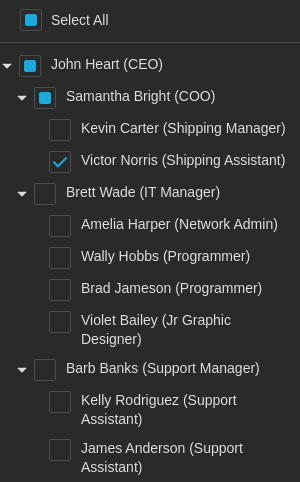 Select All
John Heart (CEO)
Samantha Bright (COO)
Kevin Carter (Shipping Manager)
Victor Norris (Shipping Assistant)
Brett Wade (IT Manager)
Amelia Harper (Network Admin)
Wally Hobbs (Programmer)
Brad Jameson (Programmer)
Violet Bailey (Jr Graphic
Designer)
Barb Banks (Support Manager)
Kelly Rodriguez (Support
Assistant)
James Anderson (Support
Assistant)